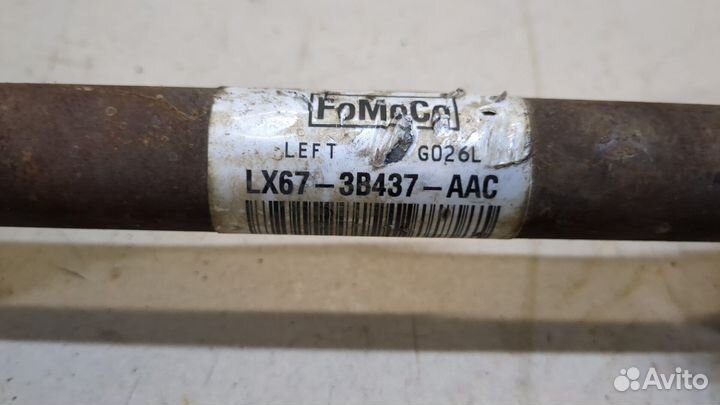 FoMoCo
LEFT G026L
LX67-3B437-AAC
Avito